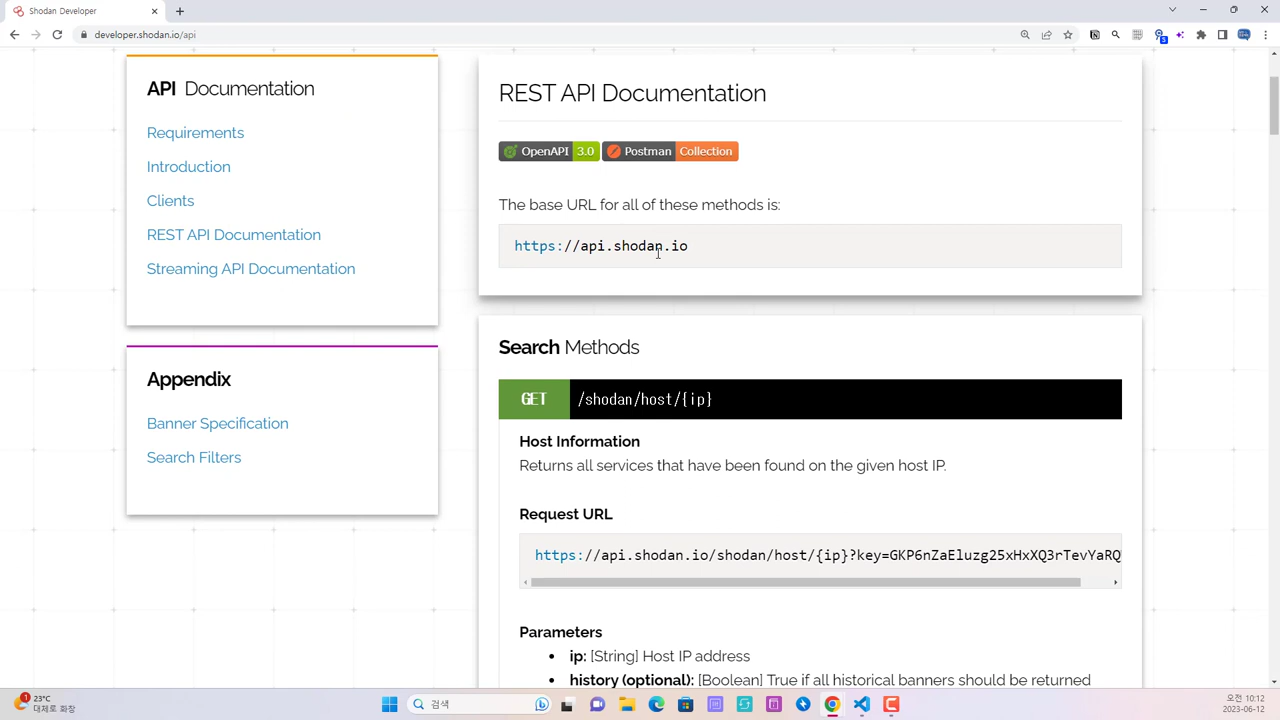 Shodan Developer
developer.shodan.io/api
API Documentation
Requirements
Introduction
Clients
REST API Documentation
Streaming API Documentation
Appendix
Banner Specification
Search Filters
REST API Documentation
OpenAPI 3.0 Postman Collection
The base URL for all of these methods is:
https://api.shodan.io
Search Methods
GET /shodan/host/{ip}
Host Information
Returns all services that have been found on the given host IP.
Request URL
https://api.shodan.io/shodan/host/{ip}?key=GKP6nZaEluzg25xHxXQ3rTevYaRQ
Parameters
• ip: [String] Host IP address
• history (optional): [Boolean] True if all historical banners should be returned
1
23°C
대체로 화창
검색
오전 10:12
2023-06-12